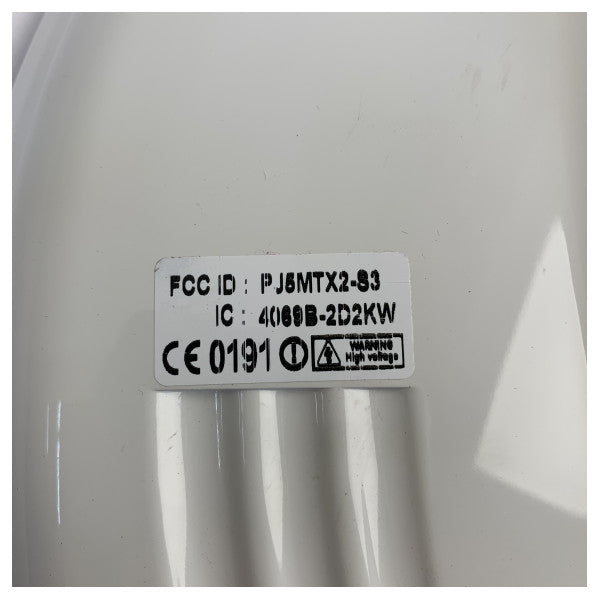 FCC ID : PJ5MTX2-S3
IC : 4069B-2D2KW
CE 0191 WARNING
High voltage